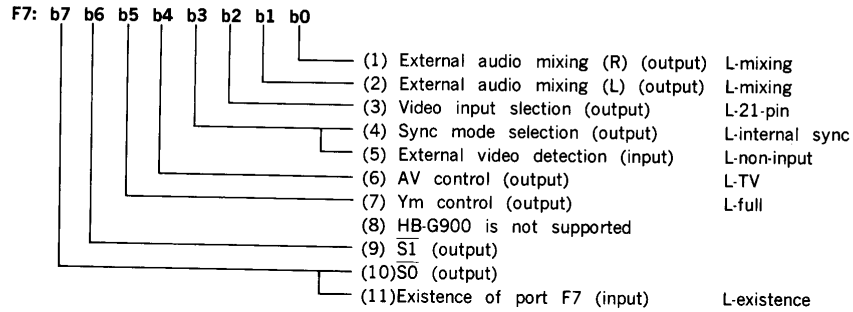 F7: b7 b6 b5 b4 b3 b2 b1 b0
(1) External audio mixing (R) (output) L-mixing
(2) External audio mixing (L) (output) L-mixing
(3) Video input slection (output) L-21-pin
(4) Sync mode selection (output) L-internal sync
(5) External video detection (input) L-non-input
(6) AV control (output) L-TV
(7) Ym control (output) L-full
(8) HB-G900 is not supported
(9) S̅1̅ (output)
(10)S̅0̅ (output)
(11)Existence of port F7 (input) L-existence